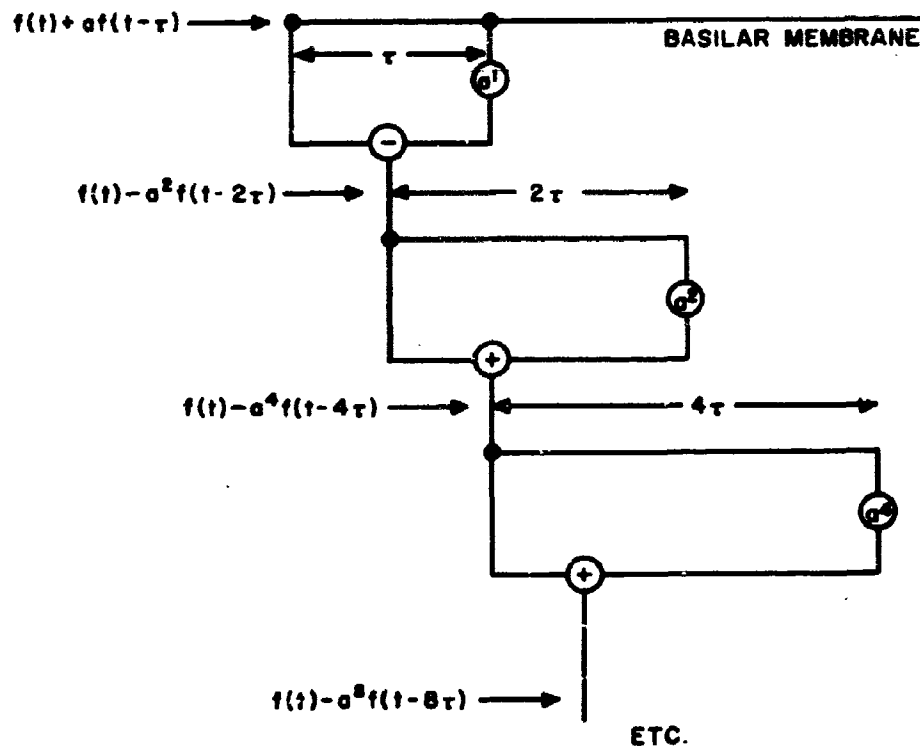 f(t)+af(t-τ)
BASILAR MEMBRANE
τ
a¹
−
f(t)−a²f(t-2τ)
2τ
a²
+
f(t)−a⁴f(t-4τ)
4τ
a⁴
+
f(t)−a⁸f(t-8τ)
ETC.